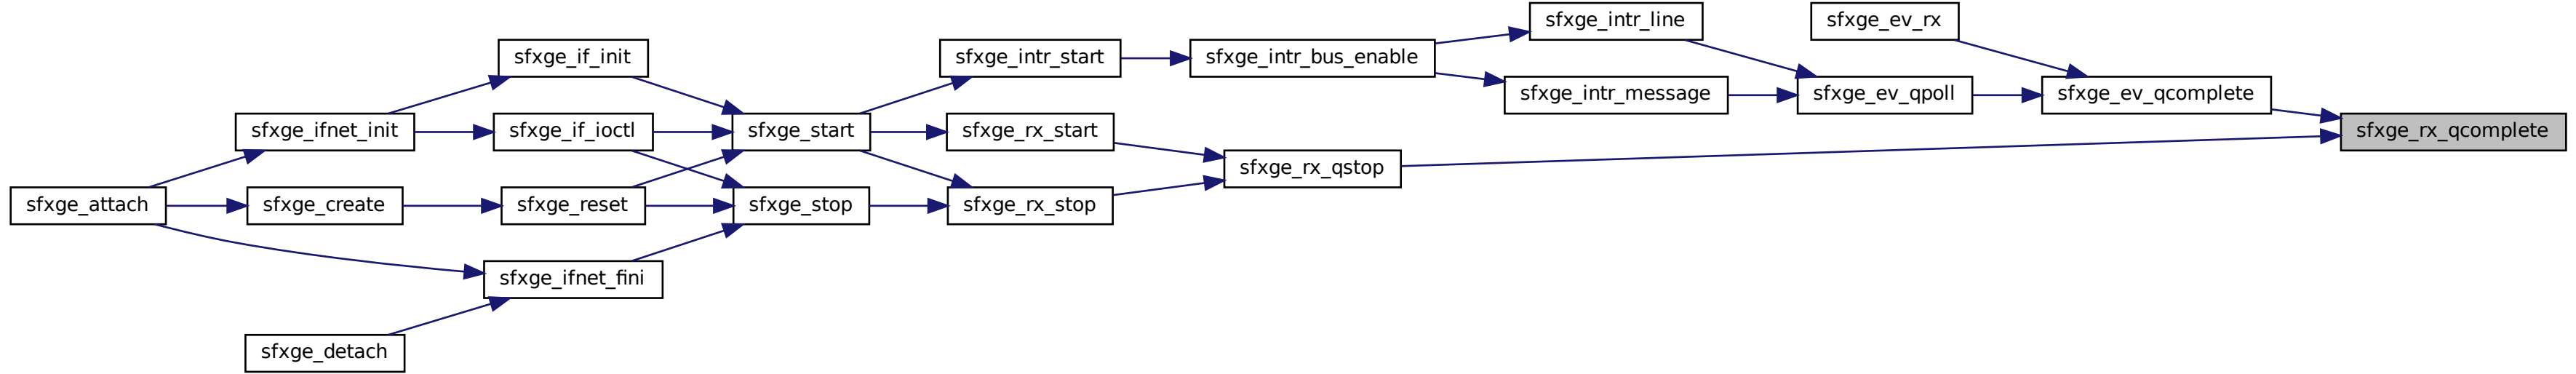 sfxge_intr_line
sfxge_ev_rx
sfxge_if_init
sfxge_intr_start
sfxge_intr_bus_enable
sfxge_intr_message
sfxge_ev_qpoll
sfxge_ev_qcomplete
sfxge_ifnet_init
sfxge_if_ioctl
sfxge_start
sfxge_rx_start
sfxge_rx_qcomplete
sfxge_rx_qstop
sfxge_attach
sfxge_create
sfxge_reset
sfxge_stop
sfxge_rx_stop
sfxge_ifnet_fini
sfxge_detach